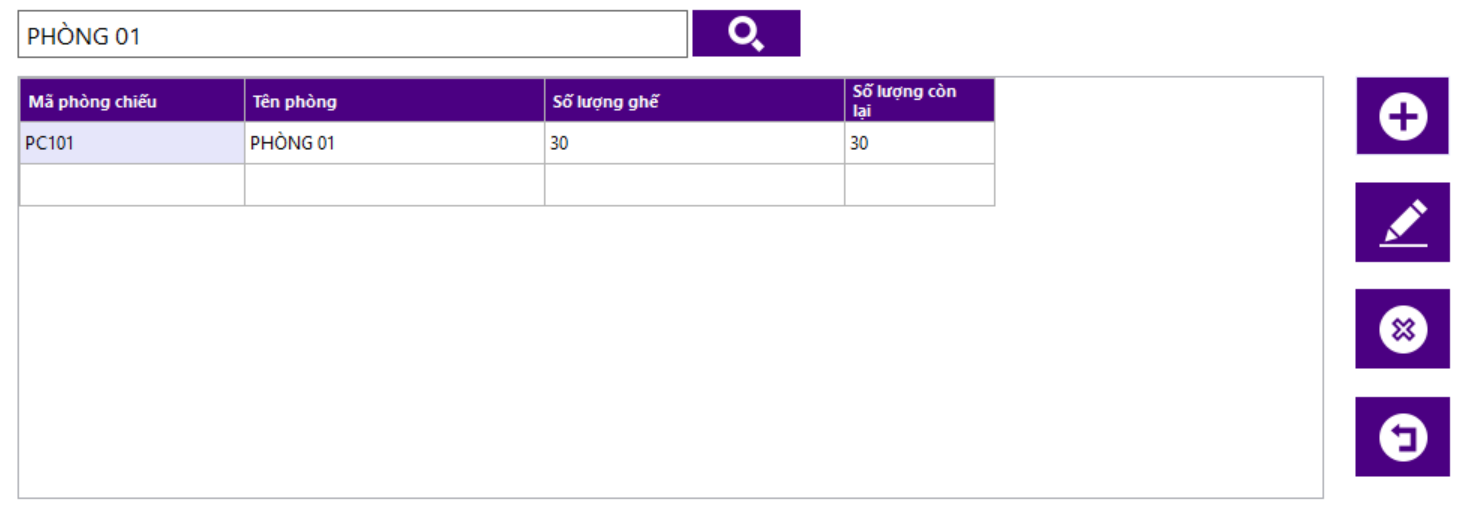 PHÒNG 01
Mã phòng chiếu Tên phòng Số lượng ghế Số lượng còn lại
PC101 PHÒNG 01 30 30